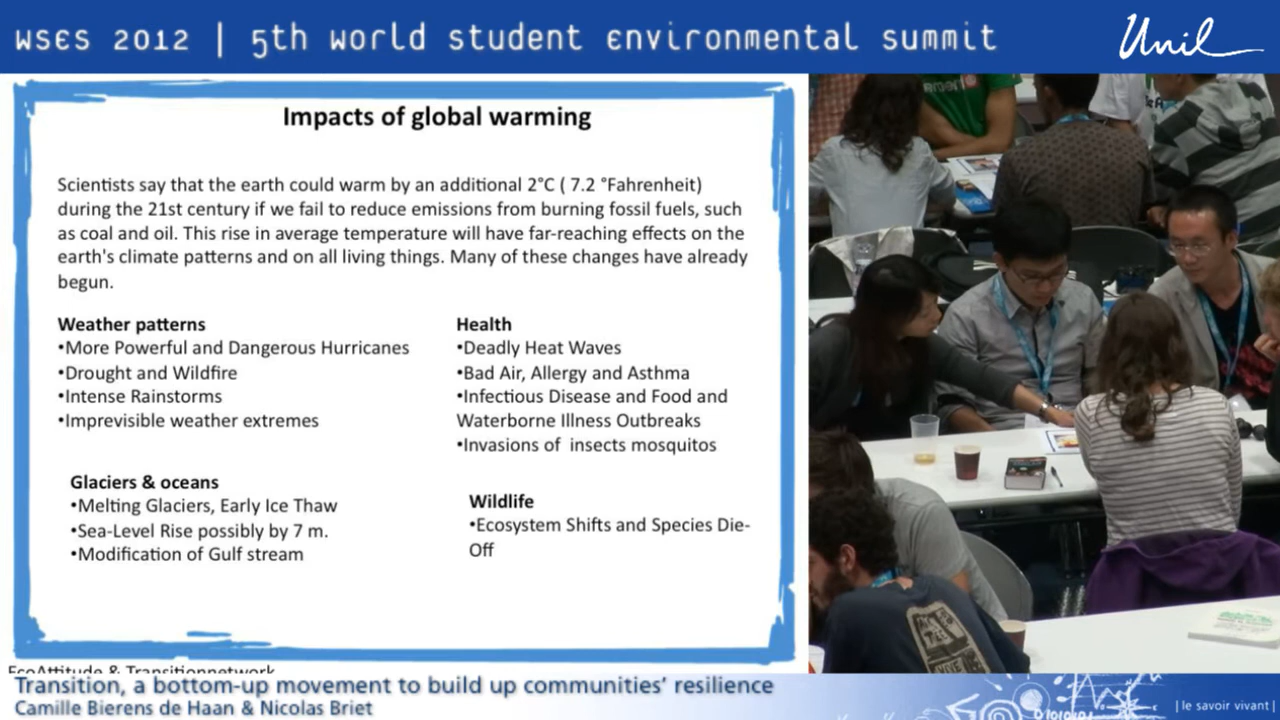 WSES 2012 | 5th world student environmental summit
Unil
Impacts of global warming
Scientists say that the earth could warm by an additional 2°C ( 7.2 °Fahrenheit)
during the 21st century if we fail to reduce emissions from burning fossil fuels, such
as coal and oil. This rise in average temperature will have far-reaching effects on the
earth's climate patterns and on all living things. Many of these changes have already
begun.
Weather patterns
•More Powerful and Dangerous Hurricanes
•Drought and Wildfire
•Intense Rainstorms
•Imprevisible weather extremes
Health
•Deadly Heat Waves
•Bad Air, Allergy and Asthma
•Infectious Disease and Food and
Waterborne Illness Outbreaks
•Invasions of  insects mosquitos
Glaciers & oceans
•Melting Glaciers, Early Ice Thaw
•Sea-Level Rise possibly by 7 m.
•Modification of Gulf stream
Wildlife
•Ecosystem Shifts and Species Die-
Off
EcoAttitude & Transitionnetwork
Transition, a bottom-up movement to build up communities' resilience
Camille Bierens de Haan & Nicolas Briet
| le savoir vivant |